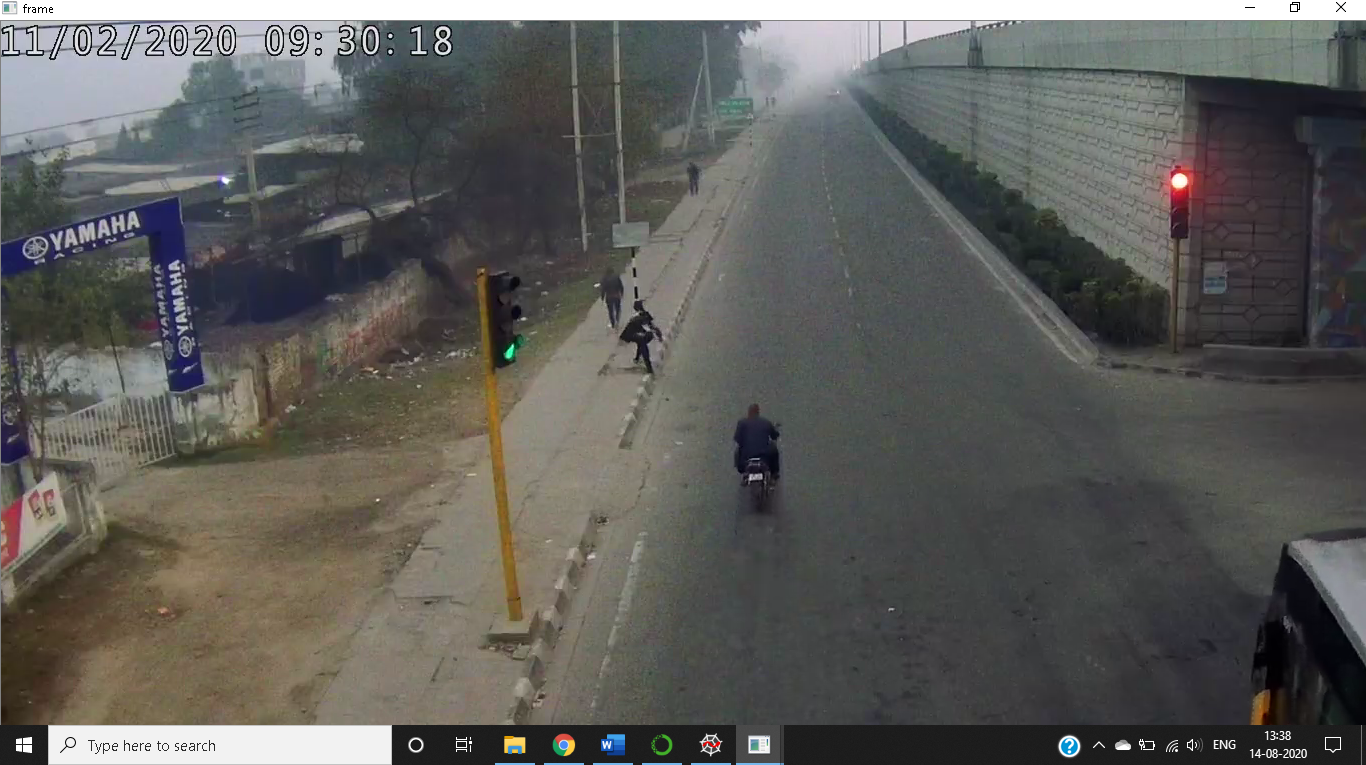 frame
11/02/2020 09:30:18
YAMAHA
RACING
YAMAHA
YAMAHA
Type here to search
ENG
13:38
14-08-2020